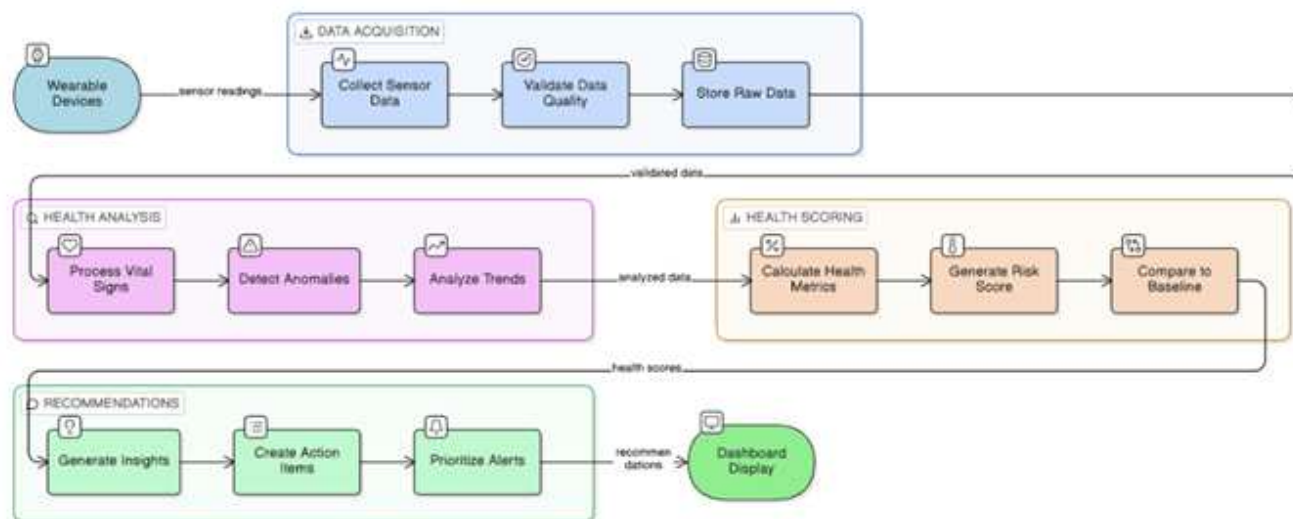 DATA ACQUISITION
Wearable
Devices
sensor readings
Collect Sensor
Data
Validate Data
Quality
Store Raw Data
validated data
HEALTH ANALYSIS
Process Vital
Signs
Detect Anomalies
Analyze Trends
analyzed data
HEALTH SCORING
Calculate Health
Metrics
Generate Risk
Score
Compare to
Baseline
health scores
RECOMMENDATIONS
Generate Insights
Create Action
Items
Prioritize Alerts
recommen
dations
Dashboard
Display